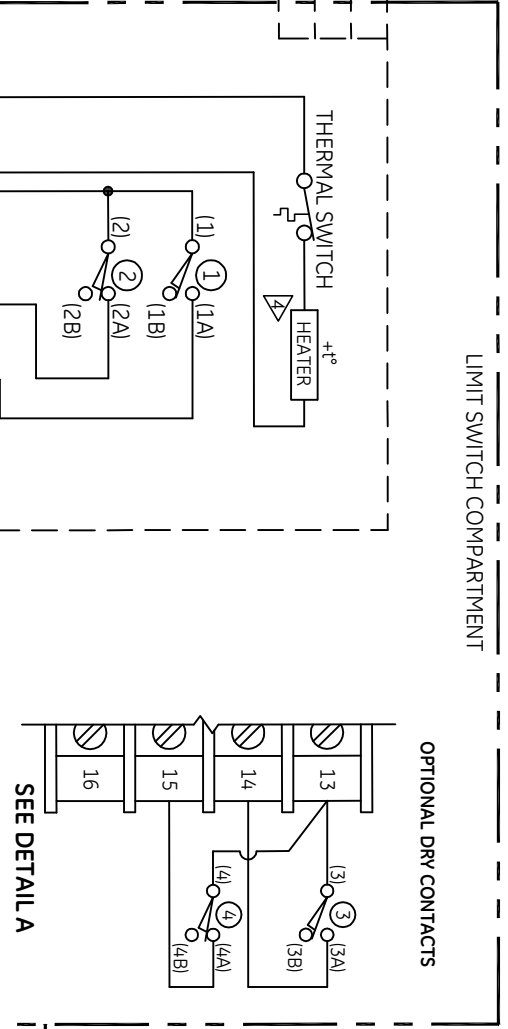 LIMIT SWITCH COMPARTMENT
THERMAL SWITCH
+t°
HEATER
4
(1)
1
(1A)
(1B)
(2)
2
(2A)
(2B)
OPTIONAL DRY CONTACTS
13
14
15
16
(3)
3
(3A)
(3B)
(4)
4
(4A)
(4B)
SEE DETAIL A